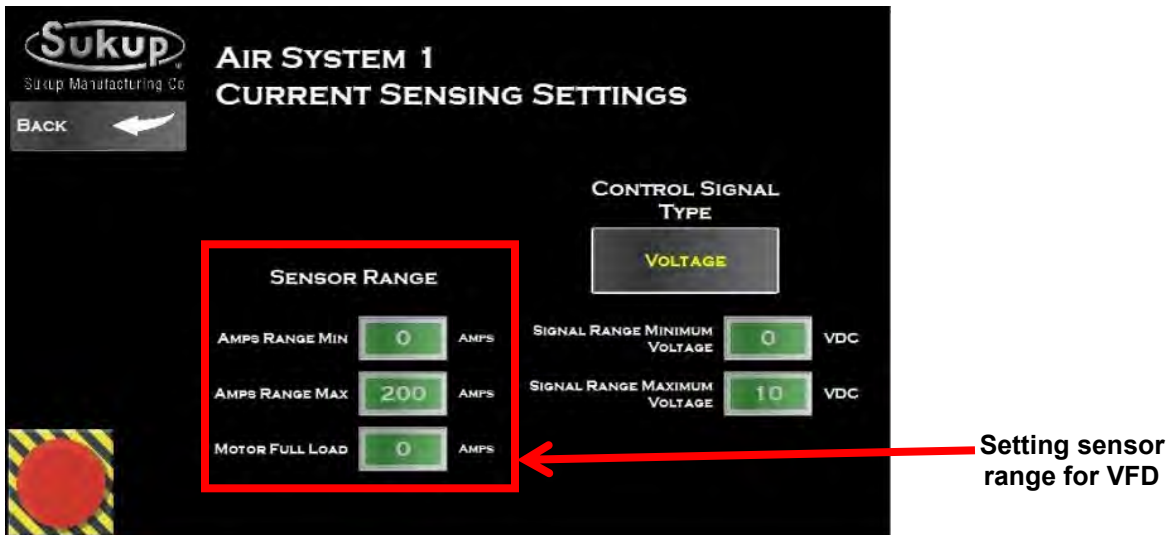 Sukup
Sukup Manufacturing Co
BACK
AIR SYSTEM 1
CURRENT SENSING SETTINGS
CONTROL SIGNAL
TYPE
VOLTAGE
SENSOR RANGE
AMPS RANGE MIN 0 AMPS
AMPS RANGE MAX 200 AMPS
MOTOR FULL LOAD 0 AMPS
SIGNAL RANGE MINIMUM
VOLTAGE 0 VDC
SIGNAL RANGE MAXIMUM
VOLTAGE 10 VDC
Setting sensor
range for VFD